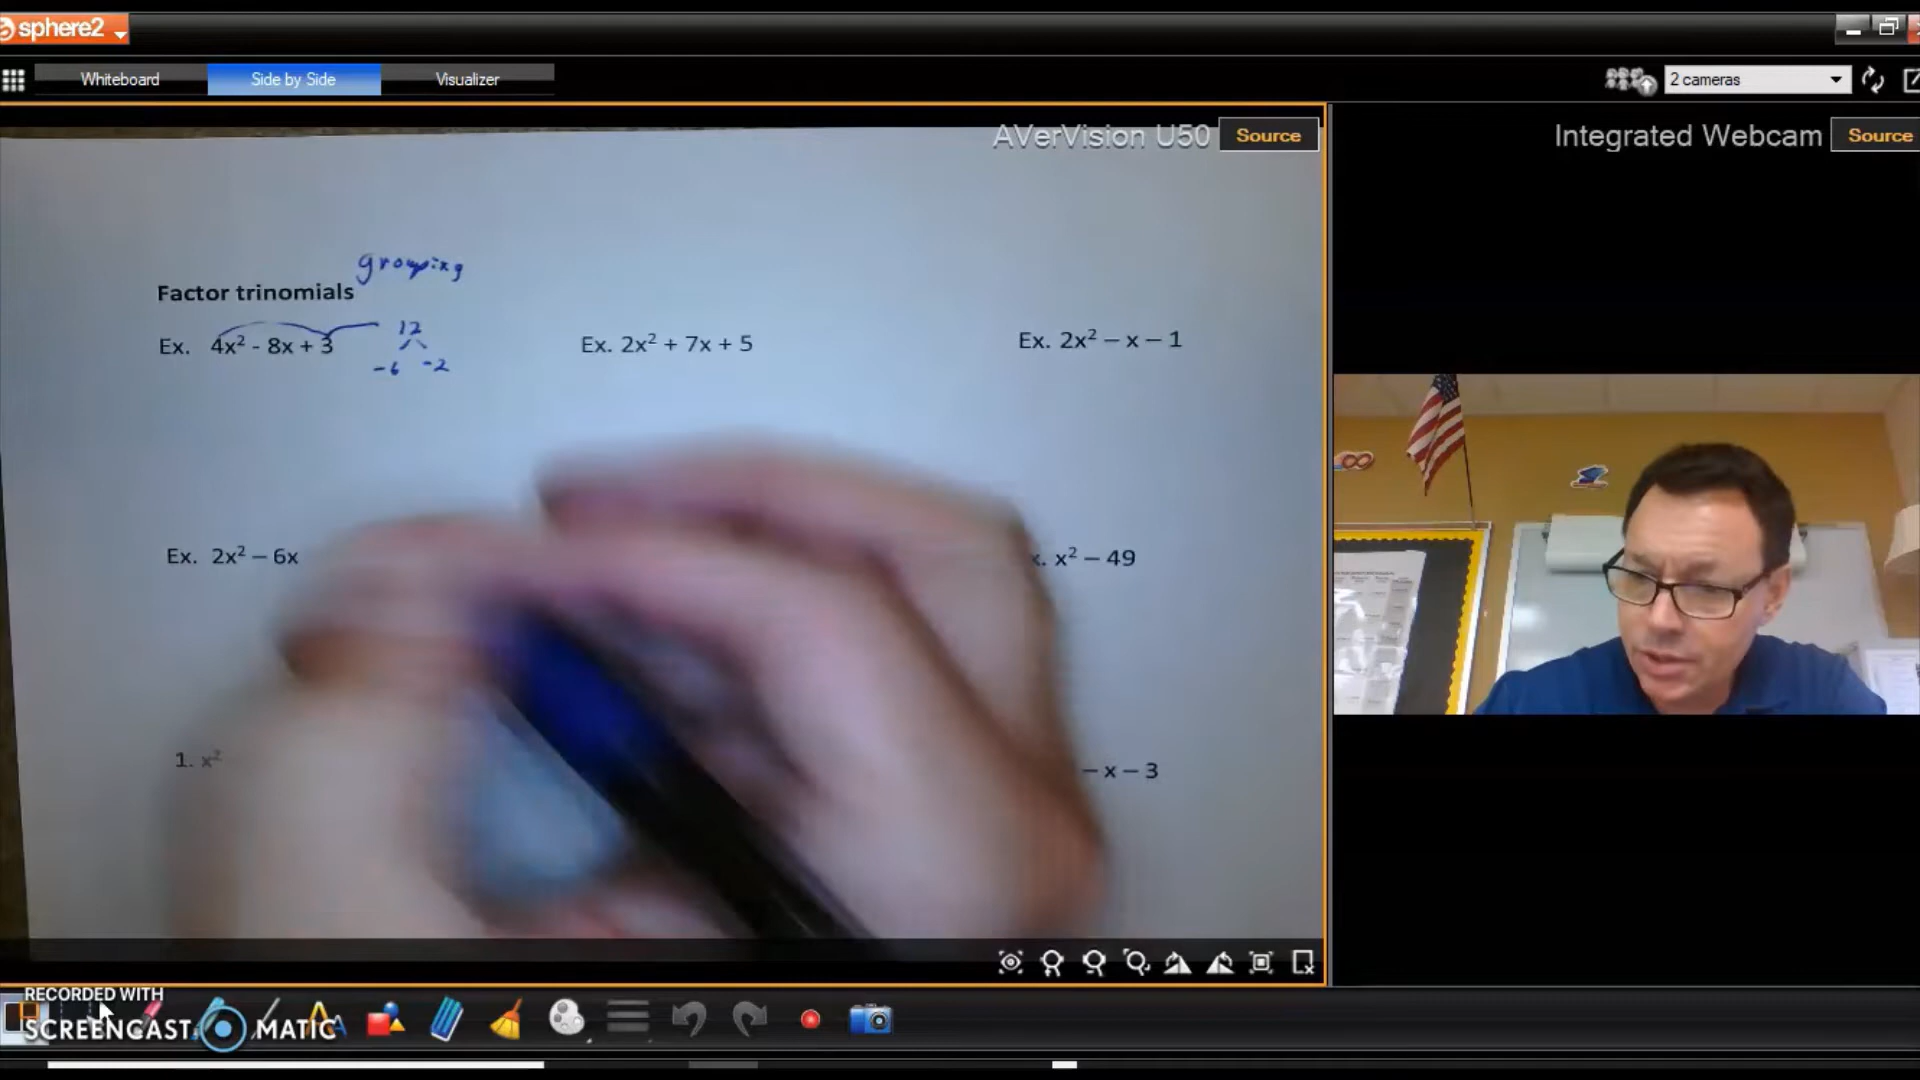 sphere2
Whiteboard
Side by Side
Visualizer
2 cameras
AVerVision U50
Source
Integrated Webcam
Source
grouping
Factor trinomials
Ex. 4x² - 8x + 3
12
-6 -2
Ex. 2x² + 7x + 5
Ex. 2x² – x – 1
Ex. 2x² – 6x
x. x² – 49
1. x²
– x – 3
RECORDED WITH
SCREENCAST MATIC